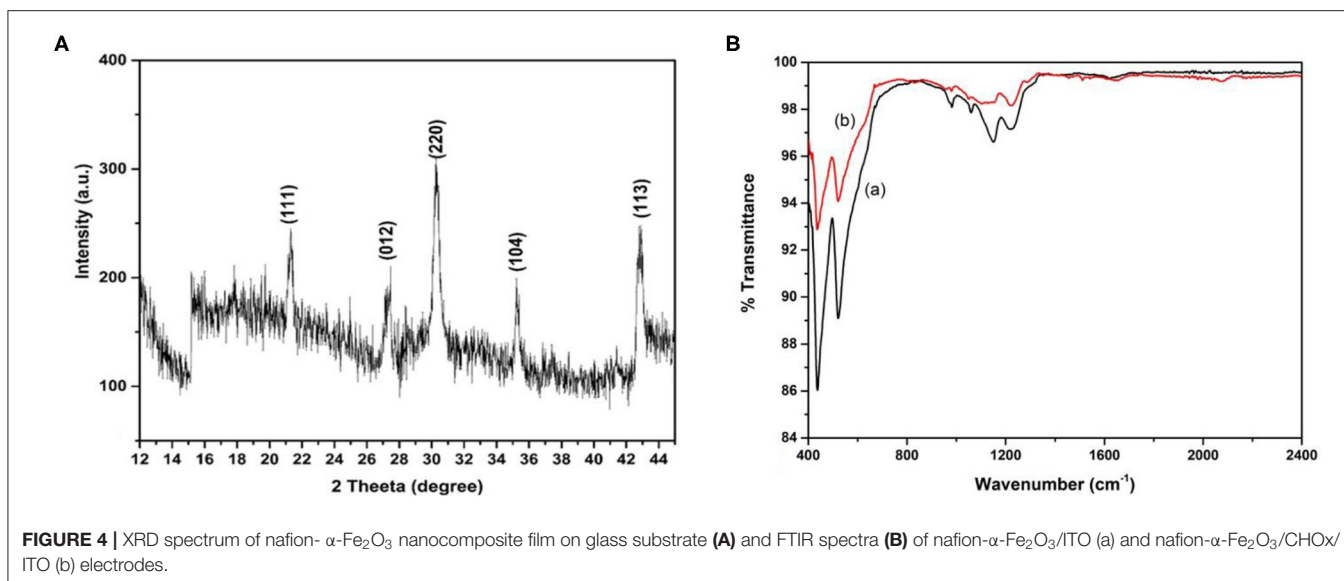 A
400
300
200
100
Intensity (a.u.)
(111)
(012)
(220)
(104)
(113)
12 14 16 18 20 22 24 26 28 30 32 34 36 38 40 42 44
2 Theeta (degree)
B
100
98
96
94
92
90
88
86
84
% Transmittance
(b)
(a)
400 800 1200 1600 2000 2400
Wavenumber (cm⁻¹)
FIGURE 4 | XRD spectrum of nafion- α-Fe₂O₃ nanocomposite film on glass substrate (A) and FTIR spectra (B) of nafion-α-Fe₂O₃/ITO (a) and nafion-α-Fe₂O₃/CHOx/
ITO (b) electrodes.